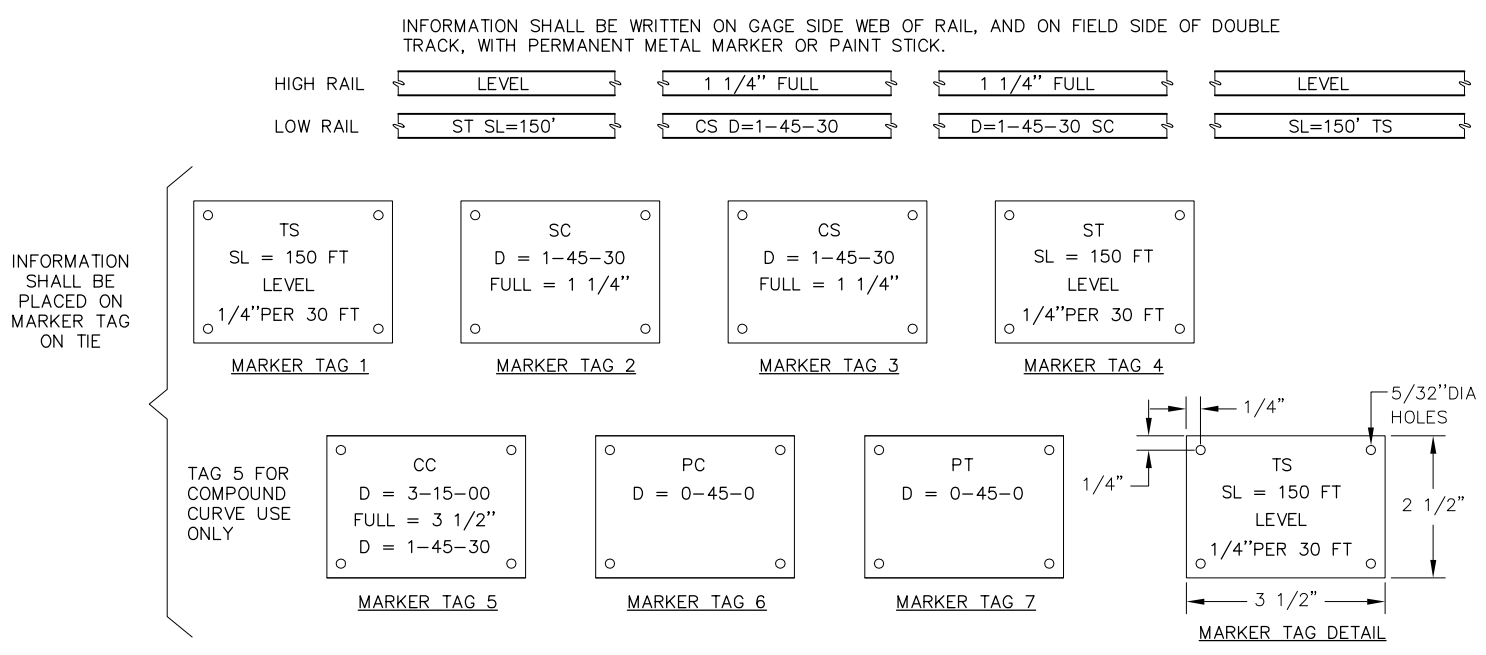 INFORMATION SHALL BE WRITTEN ON GAGE SIDE WEB OF RAIL, AND ON FIELD SIDE OF DOUBLE
TRACK, WITH PERMANENT METAL MARKER OR PAINT STICK.
HIGH RAIL LEVEL 1 1/4" FULL 1 1/4" FULL LEVEL
LOW RAIL ST SL=150' CS D=1-45-30 D=1-45-30 SC SL=150' TS
INFORMATION
SHALL BE
PLACED ON
MARKER TAG
ON TIE
TS
SL = 150 FT
LEVEL
1/4"PER 30 FT
MARKER TAG 1
SC
D = 1-45-30
FULL = 1 1/4"
MARKER TAG 2
CS
D = 1-45-30
FULL = 1 1/4"
MARKER TAG 3
ST
SL = 150 FT
LEVEL
1/4"PER 30 FT
MARKER TAG 4
TAG 5 FOR
COMPOUND
CURVE USE
ONLY
CC
D = 3-15-00
FULL = 3 1/2"
D = 1-45-30
MARKER TAG 5
PC
D = 0-45-0
MARKER TAG 6
PT
D = 0-45-0
MARKER TAG 7
1/4"
5/32"DIA
HOLES
1/4"
TS
SL = 150 FT
LEVEL
1/4"PER 30 FT
2 1/2"
3 1/2"
MARKER TAG DETAIL